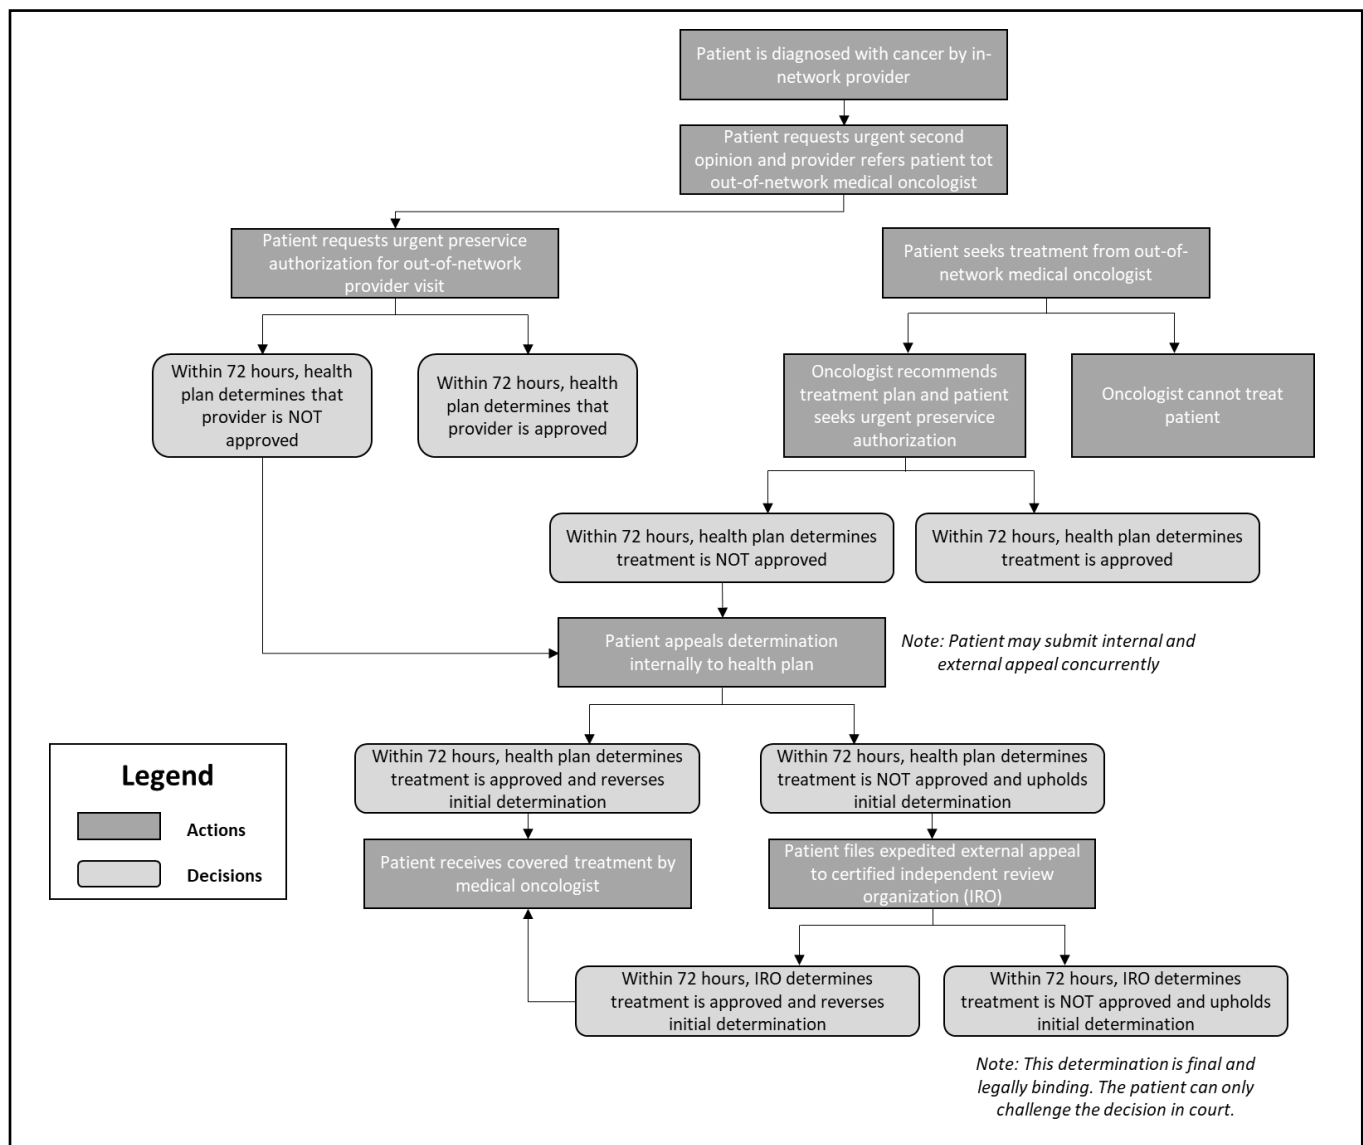 Patient is diagnosed with cancer by in-
network provider
Patient requests urgent second
opinion and provider refers patient tot
out-of-network medical oncologist
Patient requests urgent preservice
authorization for out-of-network
provider visit
Patient seeks treatment from out-of-
network medical oncologist
Within 72 hours, health
plan determines that
provider is NOT
approved
Within 72 hours, health
plan determines that
provider is approved
Oncologist recommends
treatment plan and patient
seeks urgent preservice
authorization
Oncologist cannot treat
patient
Within 72 hours, health plan determines
treatment is NOT approved
Within 72 hours, health plan determines
treatment is approved
Patient appeals determination
internally to health plan
Note: Patient may submit internal and
external appeal concurrently
Within 72 hours, health plan determines
treatment is approved and reverses
initial determination
Within 72 hours, health plan determines
treatment is NOT approved and upholds
initial determination
Legend
Actions
Decisions
Patient receives covered treatment by
medical oncologist
Patient files expedited external appeal
to certified independent review
organization (IRO)
Within 72 hours, IRO determines
treatment is approved and reverses
initial determination
Within 72 hours, IRO determines
treatment is NOT approved and upholds
initial determination
Note: This determination is final and
legally binding. The patient can only
challenge the decision in court.